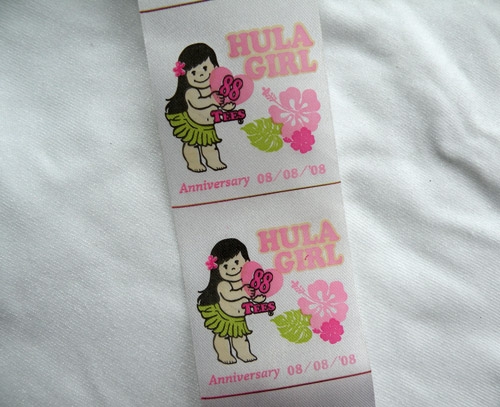 HULA
GIRL
88
TEES
Anniversary 08/08/'08
HULA
GIRL
88
TEES
Anniversary 08/08/'08